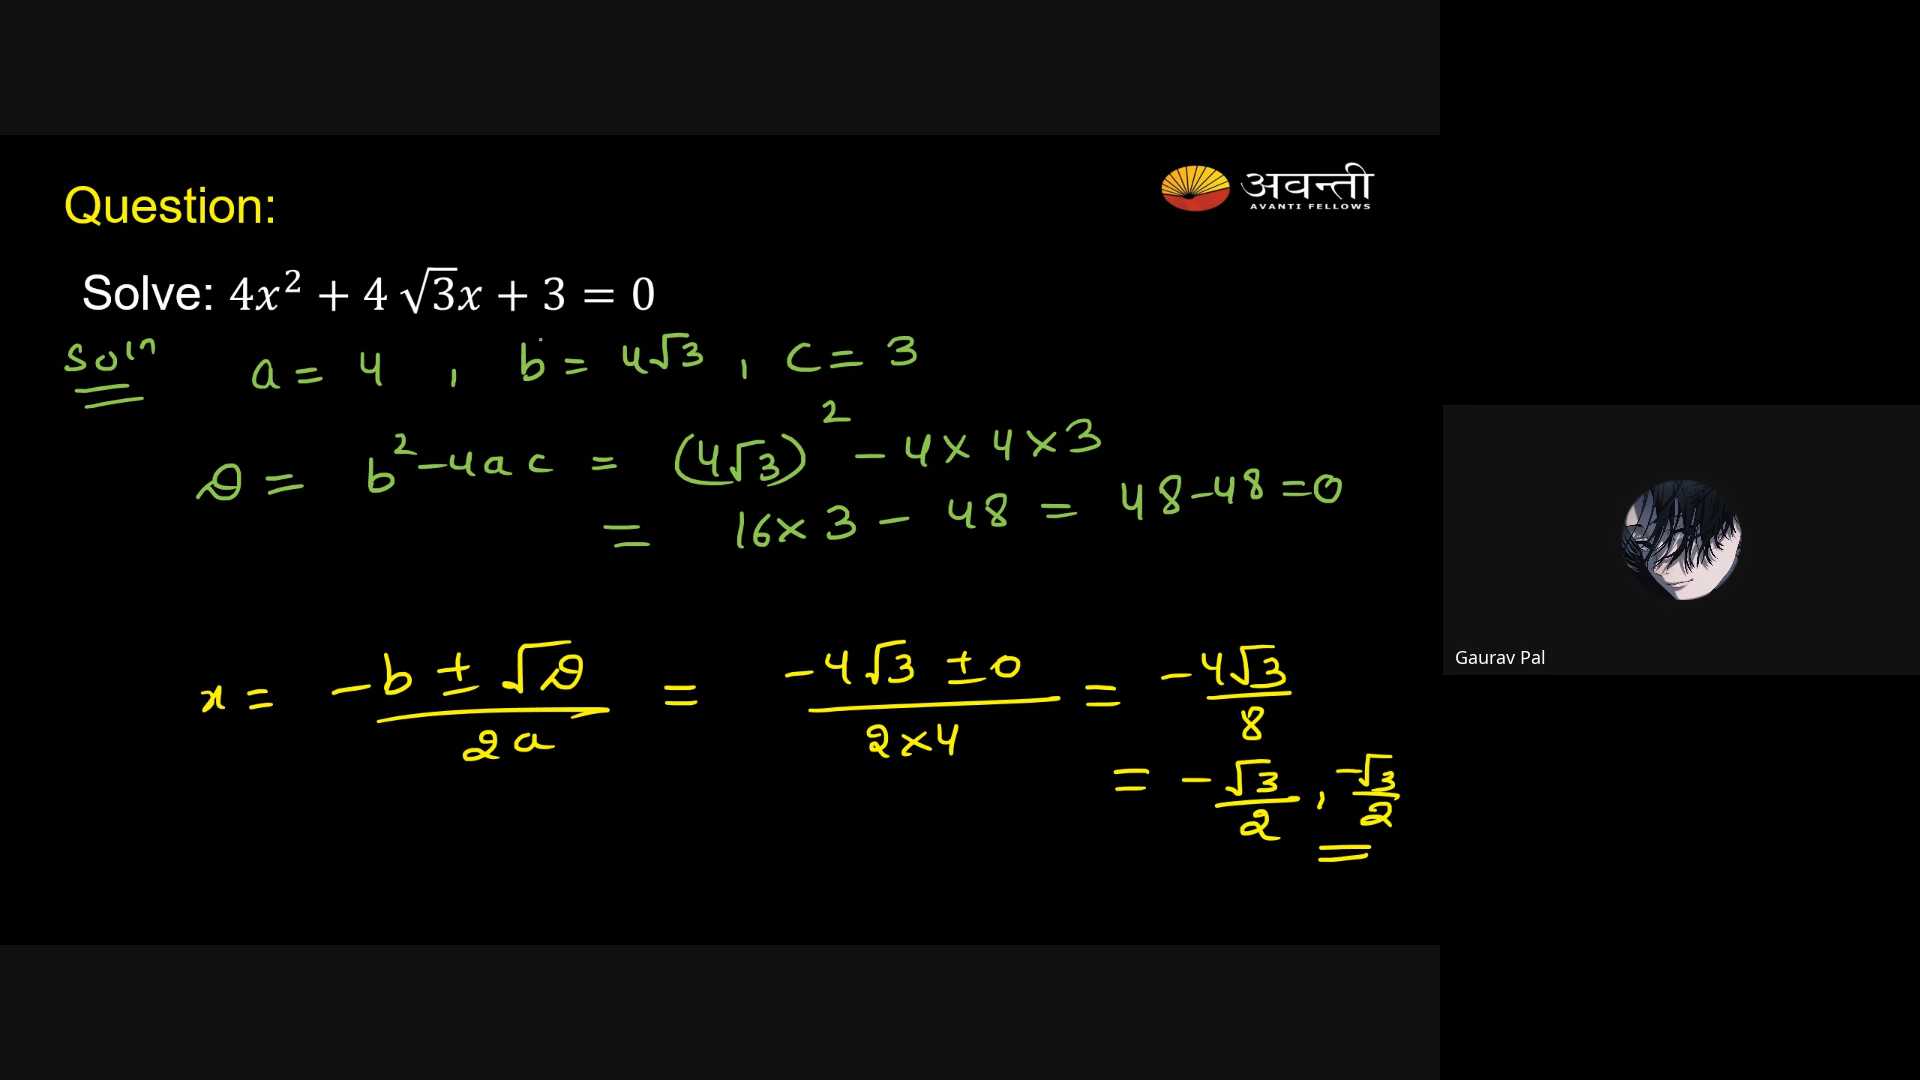 Question:
अवन्ती
AVANTI FELLOWS
Solve: 4x² + 4√3x + 3 = 0
Soln a = 4 , b = 4√3 , c = 3
D = b² - 4ac = (4√3)² - 4 × 4 × 3
= 16 × 3 - 48 = 48 - 48 = 0
x = (-b ± √D)/(2a) = (-4√3 ± 0)/(2×4) = -4√3/8
= -√3/2 , -√3/2
Gaurav Pal